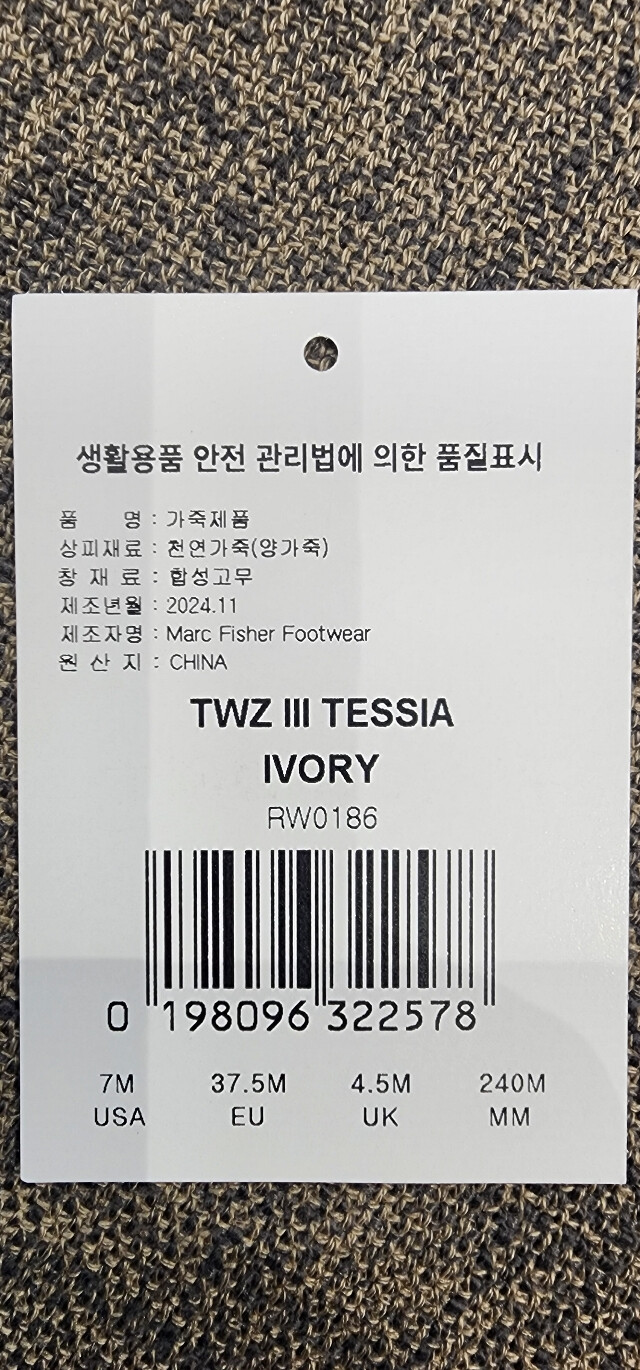 생활용품 안전 관리법에 의한 품질표시
품 명 : 가죽제품
상피재료 : 천연가죽(양가죽)
창 재 료 : 합성고무
제조년월 : 2024.11
제조자명 : Marc Fisher Footwear
원 산 지 : CHINA
TWZ III TESSIA
IVORY
RW0186
0 198096 322578
7M 37.5M 4.5M 240M
USA EU UK MM